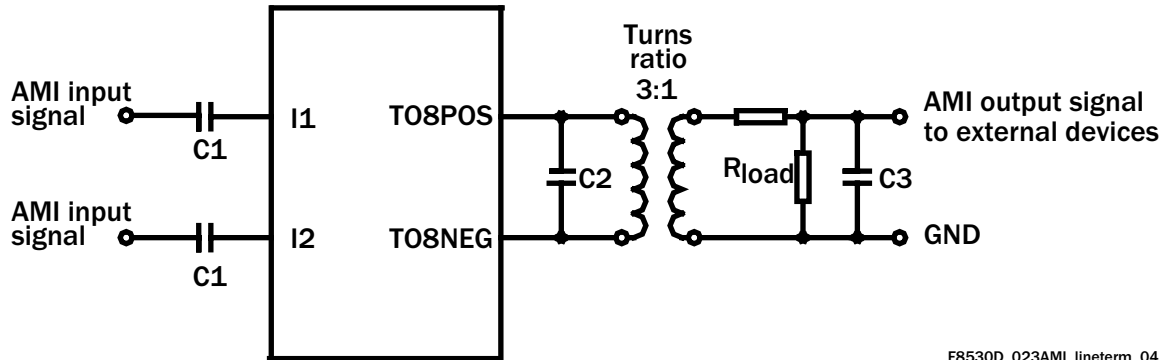 Turns
ratio
3:1
AMI input
signal
C1
I1
TO8POS
AMI output signal
to external devices
C2
Rload
C3
AMI input
signal
C1
I2
TO8NEG
GND
F8530D_023AMI_lineterm_04